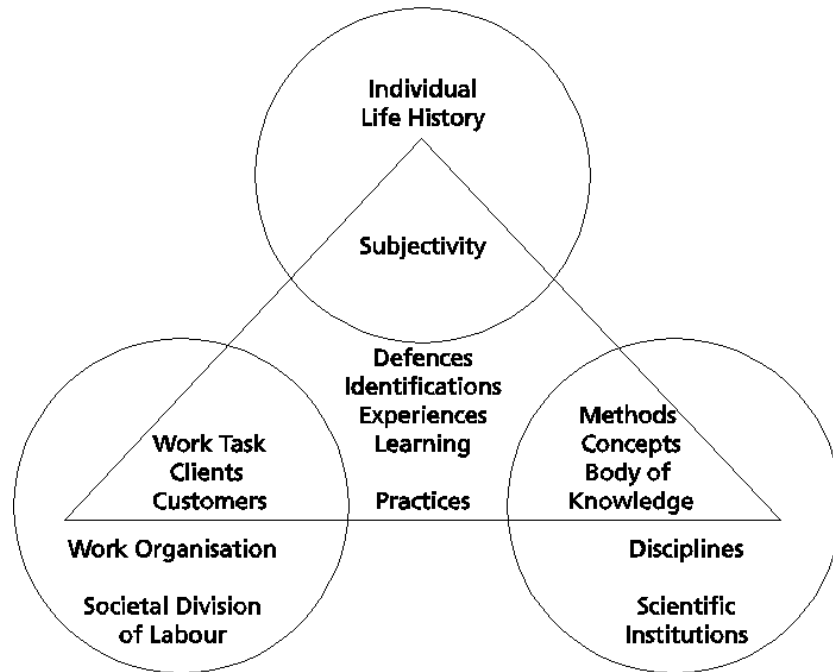 Individual
Life History
Subjectivity
Defences
Identifications
Experiences
Learning
Practices
Work Task
Clients
Customers
Work Organisation
Societal Division
of Labour
Methods
Concepts
Body of
Knowledge
Disciplines
Scientific
Institutions